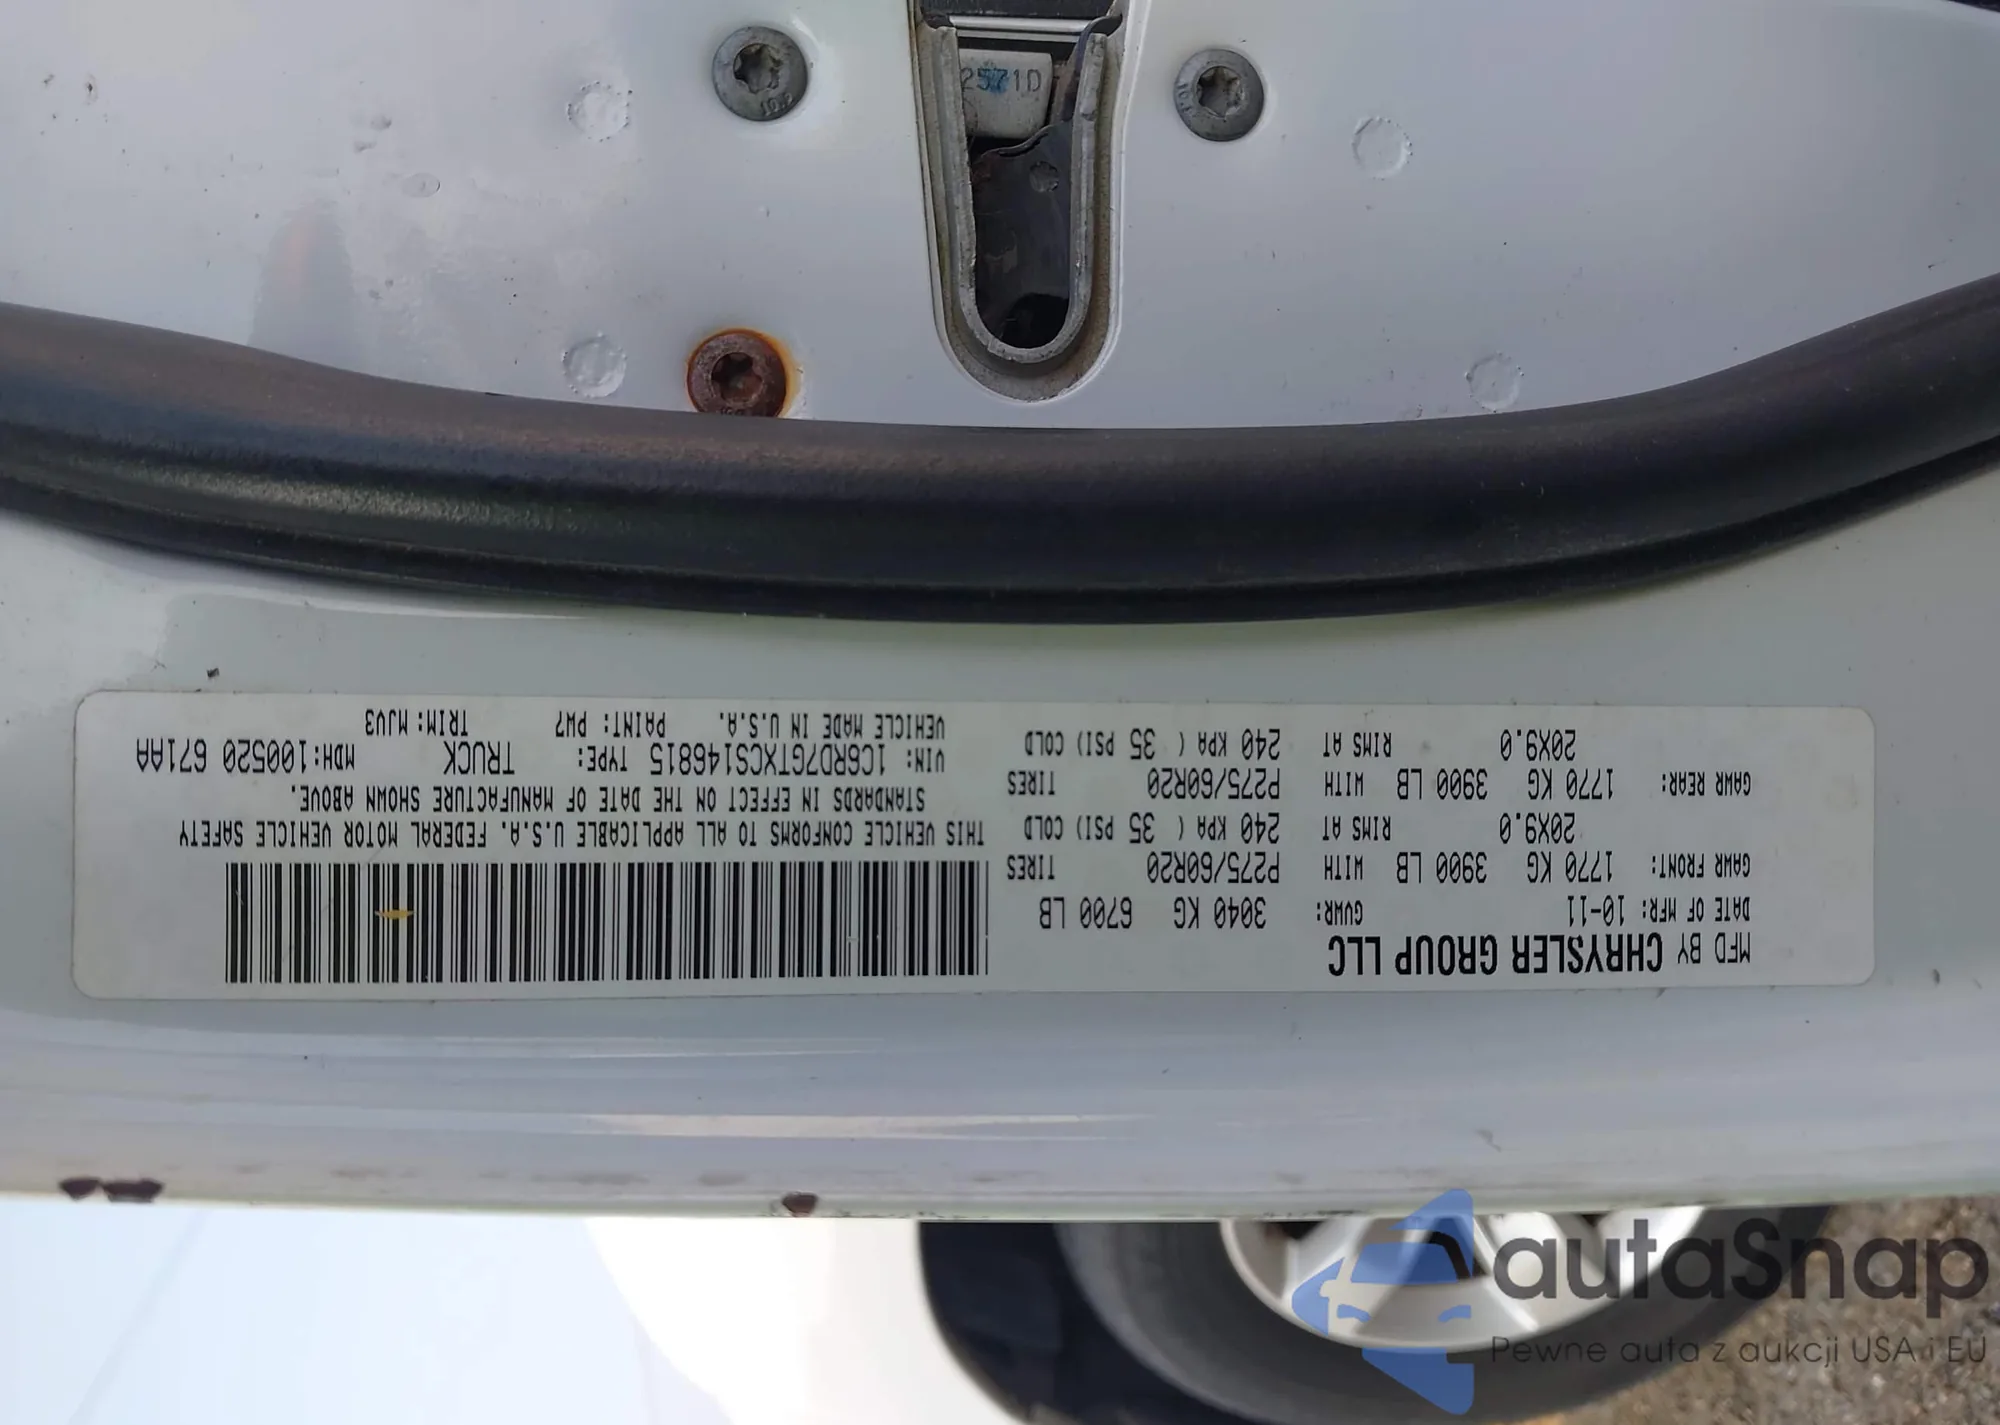 MFD BY CHRYSLER GROUP LLC
DATE OF MFR: 10-11 GVWR: 3040 KG 6700 LB
GAWR FRONT: 1770 KG 3900 LB WITH P275/60R20 TIRES
20X9.0 RIMS AT 240 KPA ( 35 PSI) COLD
GAWR REAR: 1770 KG 3900 LB WITH P275/60R20 TIRES
20X9.0 RIMS AT 240 KPA ( 35 PSI) COLD
THIS VEHICLE CONFORMS TO ALL APPLICABLE U.S.A. FEDERAL MOTOR VEHICLE SAFETY
STANDARDS IN EFFECT ON THE DATE OF MANUFACTURE SHOWN ABOVE.
VIN: 1C6RD7GTXCS146815 TYPE: TRUCK MDH:100520 671AA
VEHICLE MADE IN U.S.A. PAINT: PW7 TRIM: MJV3
2571D
10.9
autaSnap
Pewne auta z aukcji USA i EU